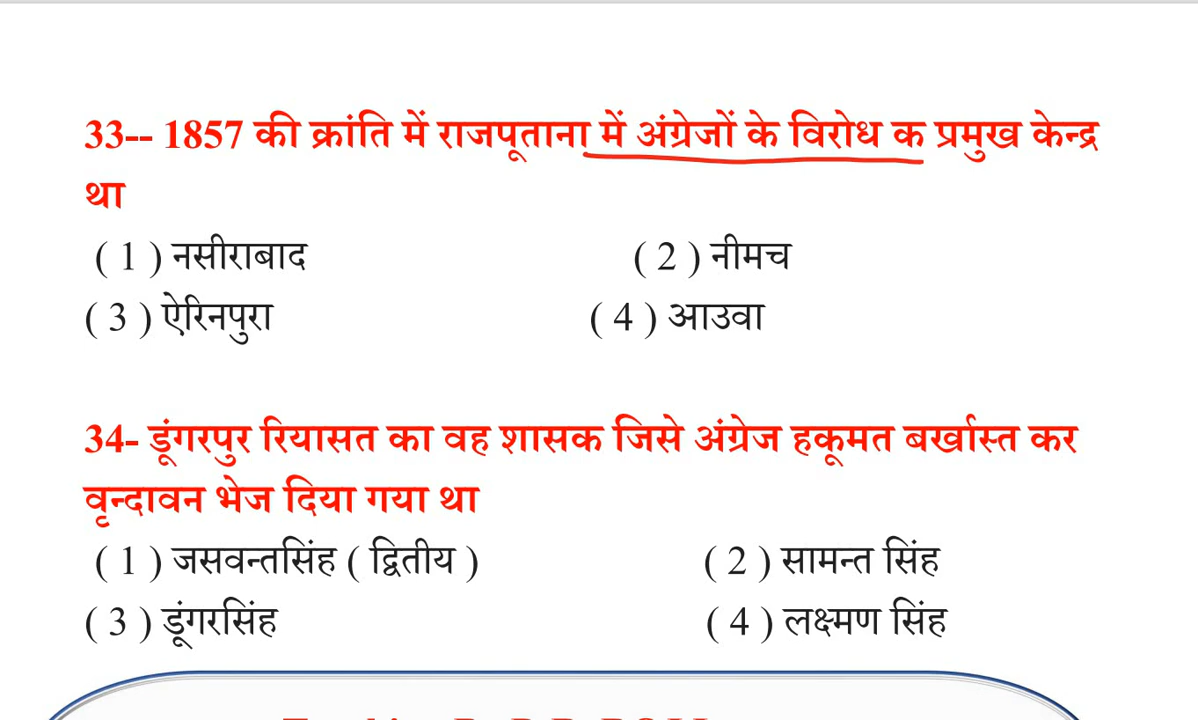 33-- 1857 की क्रांति में राजपूताना में अंग्रेजों के विरोध क प्रमुख केन्द्र
था
( 1 ) नसीराबाद ( 2 ) नीमच
( 3 ) ऐरिनपुरा ( 4 ) आउवा
34- डूंगरपुर रियासत का वह शासक जिसे अंग्रेज हकूमत बर्खास्त कर
वृन्दावन भेज दिया गया था
( 1 ) जसवन्तसिंह ( द्वितीय ) ( 2 ) सामन्त सिंह
( 3 ) डूंगरसिंह ( 4 ) लक्ष्मण सिंह